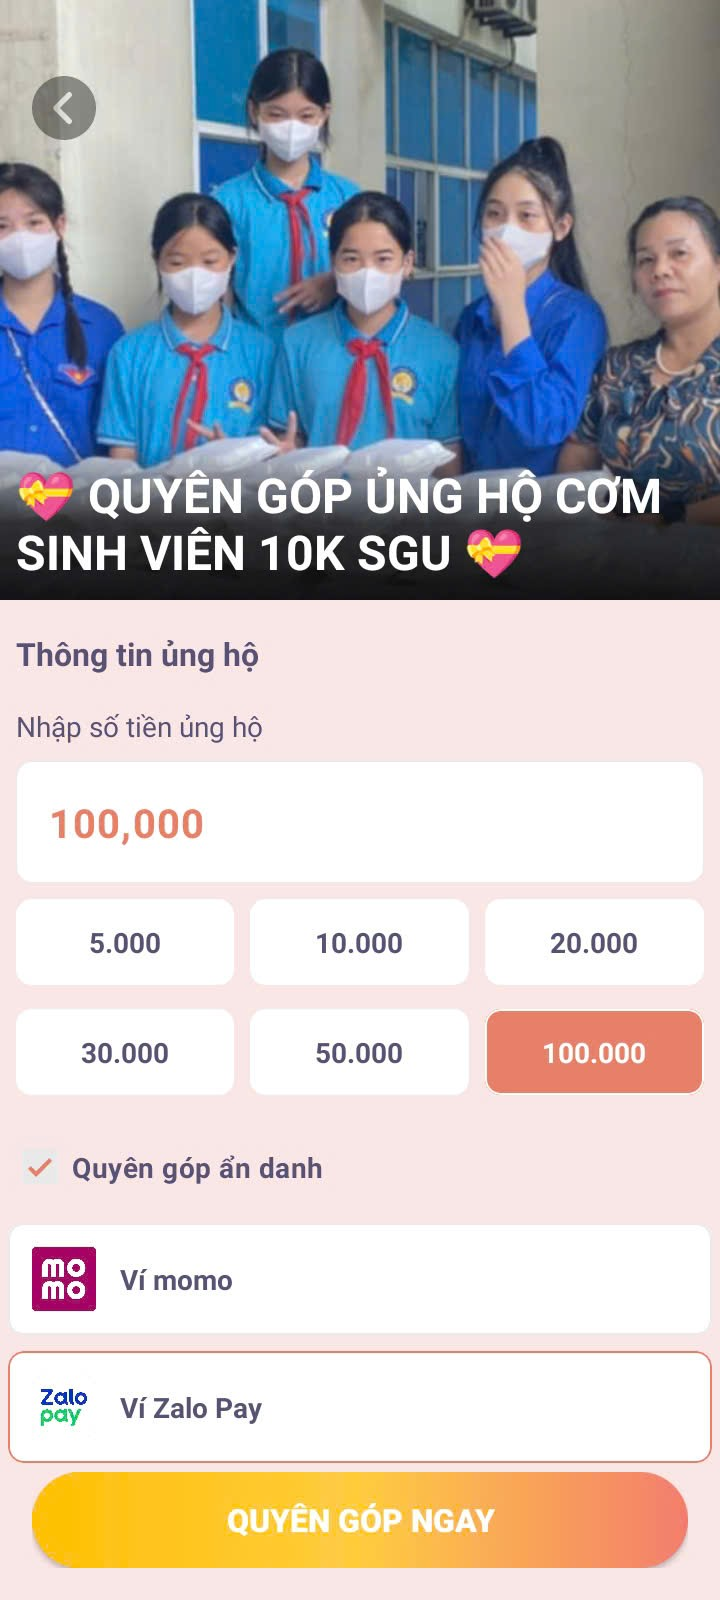 💝 QUYÊN GÓP ỦNG HỘ CƠM
SINH VIÊN 10K SGU 💝
Thông tin ủng hộ
Nhập số tiền ủng hộ
100,000
5.000
10.000
20.000
30.000
50.000
100.000
Quyên góp ẩn danh
mo
mo
Ví momo
Zalo
pay
Ví Zalo Pay
QUYÊN GÓP NGAY